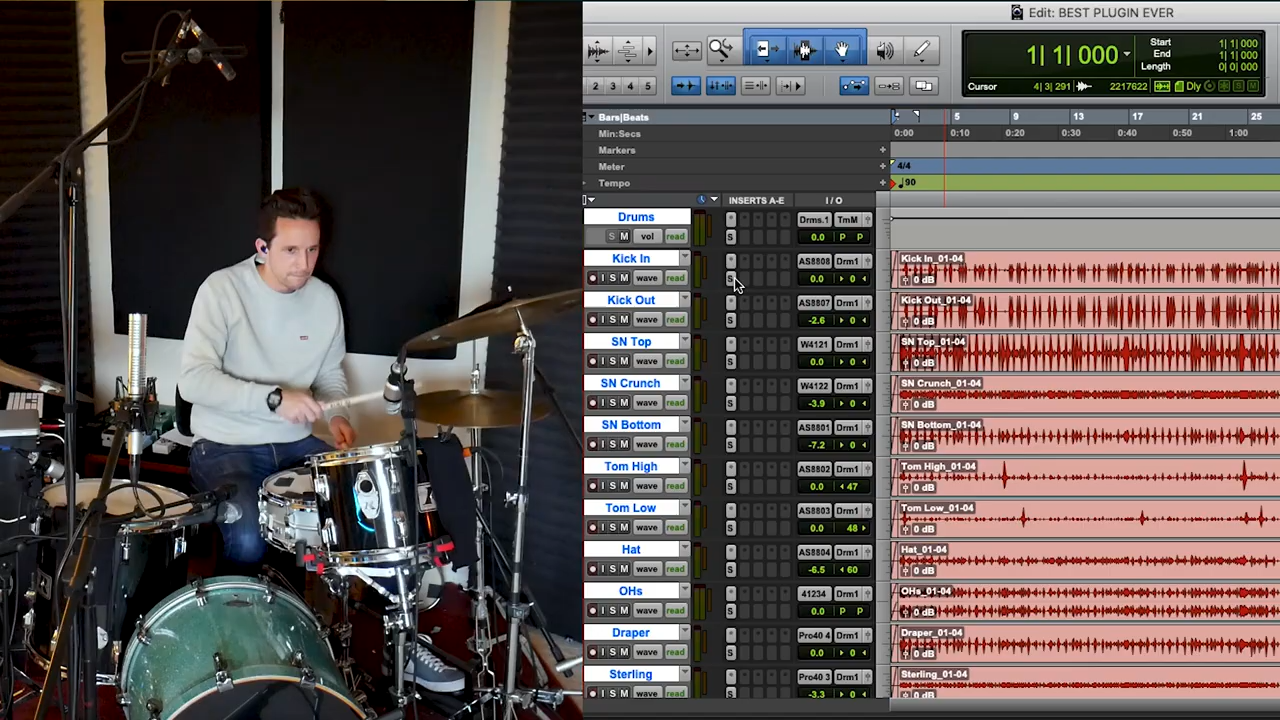 Edit: BEST PLUGIN EVER
1| 1| 000
Start 1| 1| 000
End 1| 1| 000
Length 0| 0| 000
Cursor 4| 3| 291 2217622 Dly
2 3 4 5
Bars|Beats 5 9 13 17 21 25
Min:Secs 0:00 0:10 0:20 0:30 0:40 0:50 1:00
Markers
Meter 4/4
Tempo 90
INSERTS A-E I / O
Drums Drms.1 TmM
S M vol read S 0.0 P P
Kick In AS8808 Drm1 Kick In_01-04
I S M wave read S 0.0 0 0 dB
Kick Out AS8807 Drm1 Kick Out_01-04
I S M wave read S -2.6 0 0 dB
SN Top W4121 Drm1 SN Top_01-04
I S M wave read S 0.0 0 0 dB
SN Crunch W4122 Drm1 SN Crunch_01-04
I S M wave read S -3.9 0 0 dB
SN Bottom AS8801 Drm1 SN Bottom_01-04
I S M wave read S -7.2 0 0 dB
Tom High AS8802 Drm1 Tom High_01-04
I S M wave read S 0.0 47 0 dB
Tom Low AS8803 Drm1 Tom Low_01-04
I S M wave read S 0.0 48 0 dB
Hat AS8804 Drm1 Hat_01-04
I S M wave read S -6.5 60 0 dB
OHs 41234 Drm1 OHs_01-04
I S M wave read S 0.0 P P 0 dB
Draper Pro40 4 Drm1 Draper_01-04
I S M wave read S 0.0 0 0 dB
Sterling Pro40 3 Drm1 Sterling_01-04
I S M wave read S -3.3 0 0 dB